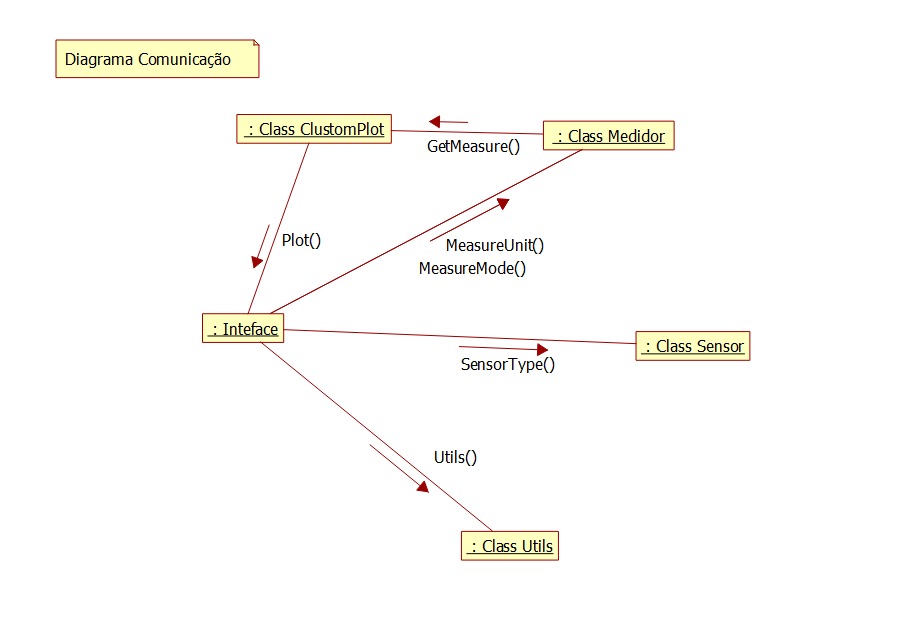 Diagrama Comunicação
: Class ClustomPlot
: Class Medidor
GetMeasure()
Plot()
MeasureUnit()
MeasureMode()
: Inteface
: Class Sensor
SensorType()
Utils()
: Class Utils